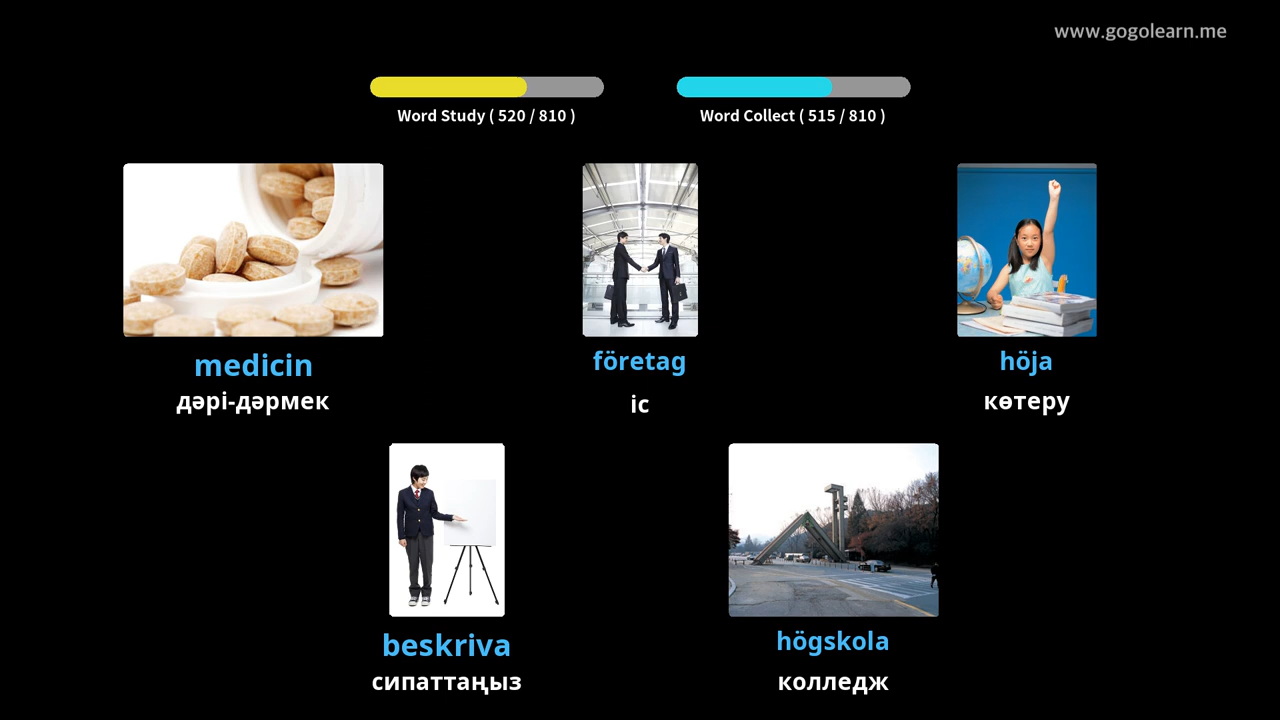 www.gogolearn.me
Word Study ( 520 / 810 )
Word Collect ( 515 / 810 )
medicin
дәрі-дәрмек
företag
іс
höja
көтеру
beskriva
сипаттаңыз
högskola
колледж